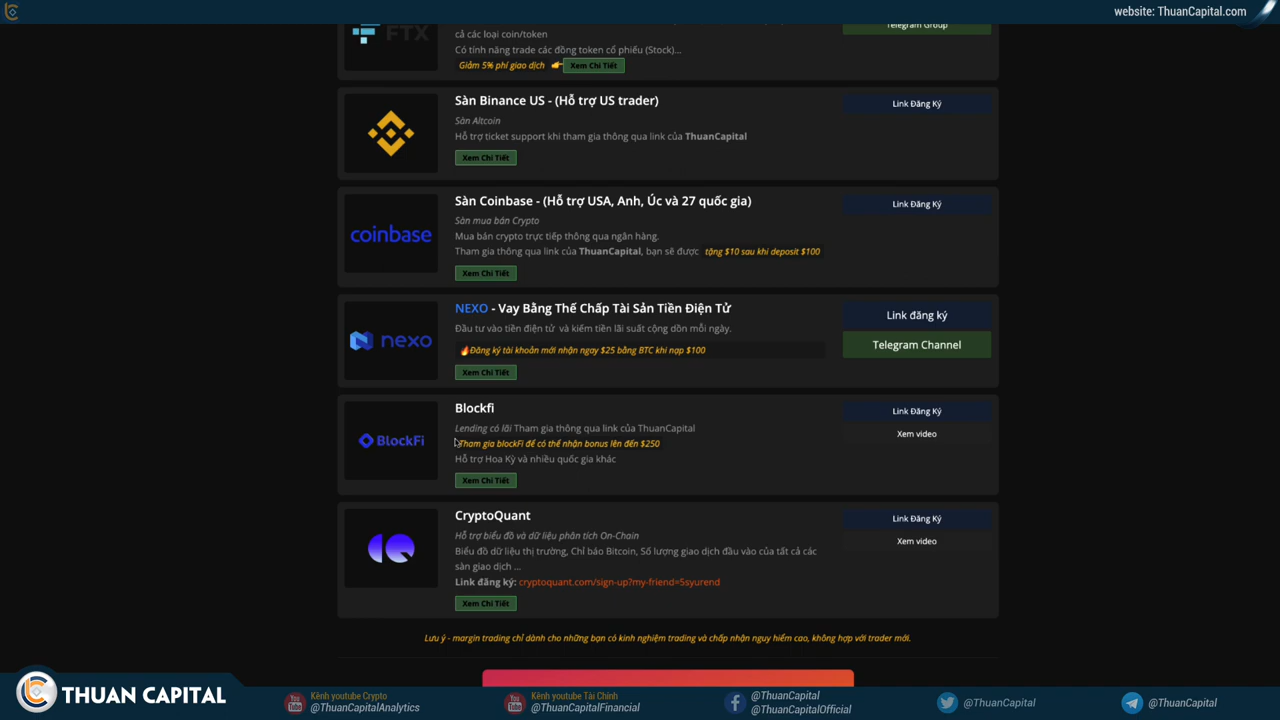 website: ThuanCapital.com
FTX
cả các loại coin/token
Có tính năng trade các đồng token cổ phiếu (Stock)...
Giảm 5% phí giao dịch 👉 Xem Chi Tiết
Telegram Group
Sàn Binance US - (Hỗ trợ US trader)
Sàn Altcoin
Hỗ trợ ticket support khi tham gia thông qua link của ThuanCapital
Xem Chi Tiết
Link Đăng Ký
coinbase
Sàn Coinbase - (Hỗ trợ USA, Anh, Úc và 27 quốc gia)
Sàn mua bán Crypto
Mua bán crypto trực tiếp thông qua ngân hàng.
Tham gia thông qua link của ThuanCapital, bạn sẽ được tặng $10 sau khi deposit $100
Xem Chi Tiết
Link Đăng Ký
nexo
NEXO - Vay Bằng Thế Chấp Tài Sản Tiền Điện Tử
Đầu tư vào tiền điện tử và kiếm tiền lãi suất cộng dồn mỗi ngày.
🔥Đăng ký tài khoản mới nhận ngay $25 bằng BTC khi nạp $100
Xem Chi Tiết
Link đăng ký
Telegram Channel
BlockFi
Blockfi
Lending có lãi Tham gia thông qua link của ThuanCapital
Tham gia blockFi để có thể nhận bonus lên đến $250
Hỗ trợ Hoa Kỳ và nhiều quốc gia khác
Xem Chi Tiết
Link Đăng Ký
Xem video
CryptoQuant
Hỗ trợ biểu đồ và dữ liệu phân tích On-Chain
Biểu đồ dữ liệu thị trường, Chỉ báo Bitcoin, Số lượng giao dịch đầu vào của tất cả các
sàn giao dịch ...
Link đăng ký: cryptoquant.com/sign-up?my-friend=5syurend
Xem Chi Tiết
Link Đăng Ký
Xem video
Lưu ý - margin trading chỉ dành cho những bạn có kinh nghiệm trading và chấp nhận nguy hiểm cao, không hợp với trader mới.
THUAN CAPITAL
Kênh youtube Crypto
@ThuanCapitalAnalytics
Kênh youtube Tài Chính
@ThuanCapitalFinancial
@ThuanCapital
@ThuanCapitalOfficial
@ThuanCapital
@ThuanCapital